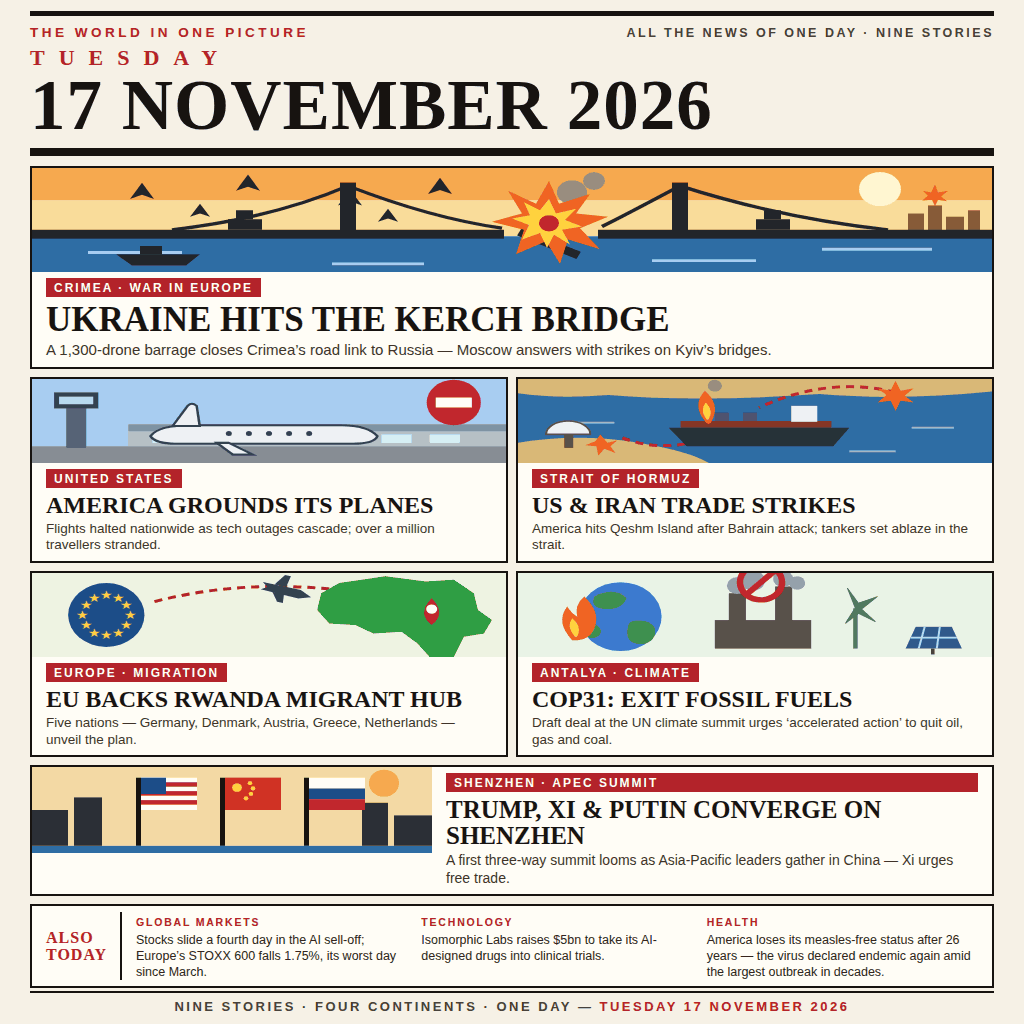 THE WORLD IN ONE PICTURE
ALL THE NEWS OF ONE DAY · NINE STORIES
TUESDAY
17 NOVEMBER 2026
CRIMEA · WAR IN EUROPE
UKRAINE HITS THE KERCH BRIDGE
A 1,300-drone barrage closes Crimea’s road link to Russia — Moscow answers with strikes on Kyiv’s bridges.
UNITED STATES
AMERICA GROUNDS ITS PLANES
Flights halted nationwide as tech outages cascade; over a million
travellers stranded.
STRAIT OF HORMUZ
US & IRAN TRADE STRIKES
America hits Qeshm Island after Bahrain attack; tankers set ablaze in the
strait.
EUROPE · MIGRATION
EU BACKS RWANDA MIGRANT HUB
Five nations — Germany, Denmark, Austria, Greece, Netherlands —
unveil the plan.
ANTALYA · CLIMATE
COP31: EXIT FOSSIL FUELS
Draft deal at the UN climate summit urges ‘accelerated action’ to quit oil,
gas and coal.
SHENZHEN · APEC SUMMIT
TRUMP, XI & PUTIN CONVERGE ON
SHENZHEN
A first three-way summit looms as Asia-Pacific leaders gather in China — Xi urges
free trade.
ALSO
TODAY
GLOBAL MARKETS
Stocks slide a fourth day in the AI sell-off;
Europe’s STOXX 600 falls 1.75%, its worst day
since March.
TECHNOLOGY
Isomorphic Labs raises $5bn to take its AI-
designed drugs into clinical trials.
HEALTH
America loses its measles-free status after 26
years — the virus declared endemic again amid
the largest outbreak in decades.
NINE STORIES · FOUR CONTINENTS · ONE DAY — TUESDAY 17 NOVEMBER 2026